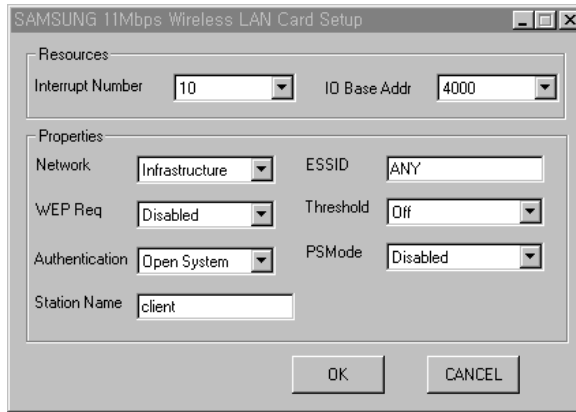 SAMSUNG 11Mbps Wireless LAN Card Setup
Resources
Interrupt Number 10 IO Base Addr 4000
Properties
Network Infrastructure ESSID ANY
WEP Req Disabled Threshold Off
Authentication Open System PSMode Disabled
Station Name client
OK CANCEL